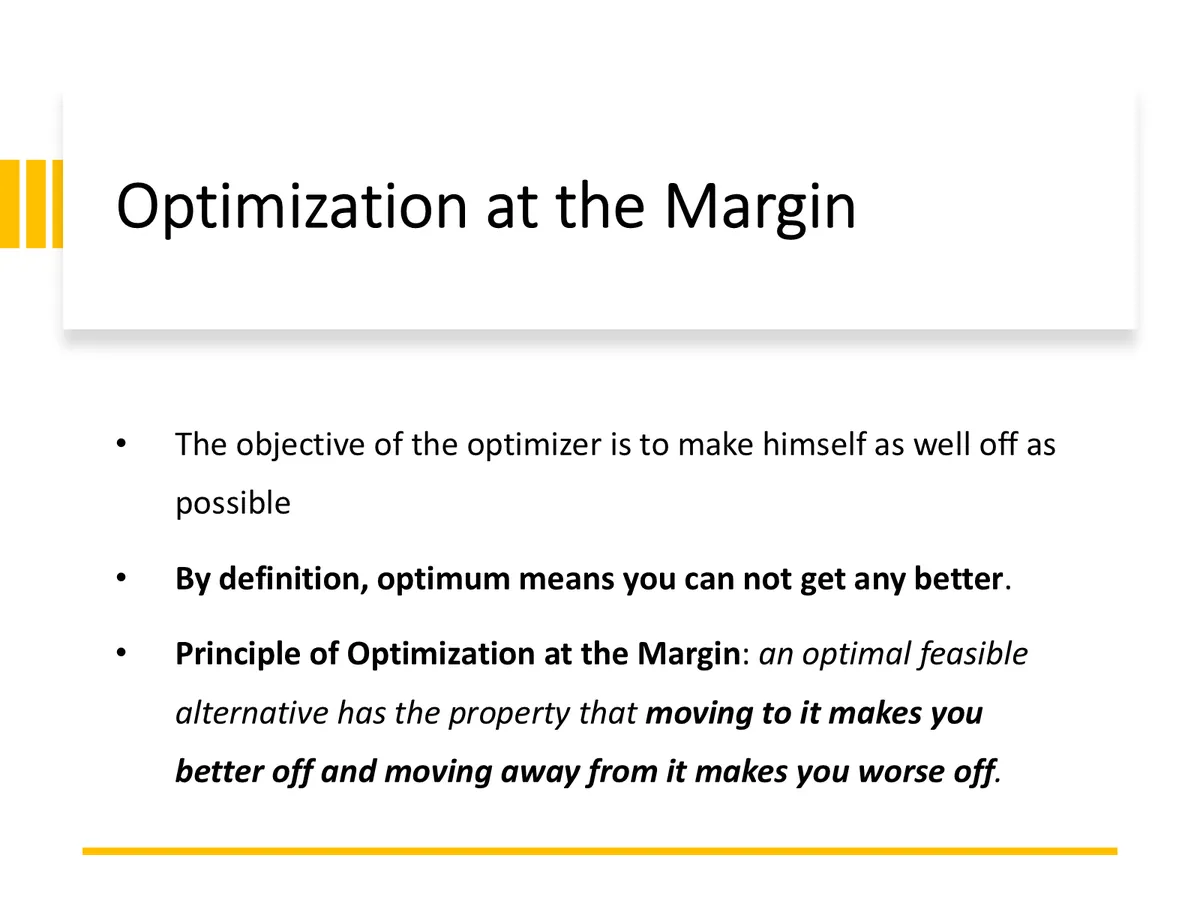 Optimization at the Margin
• The objective of the optimizer is to make himself as well off as
possible
• By definition, optimum means you can not get any better.
• Principle of Optimization at the Margin: an optimal feasible
alternative has the property that moving to it makes you
better off and moving away from it makes you worse off.